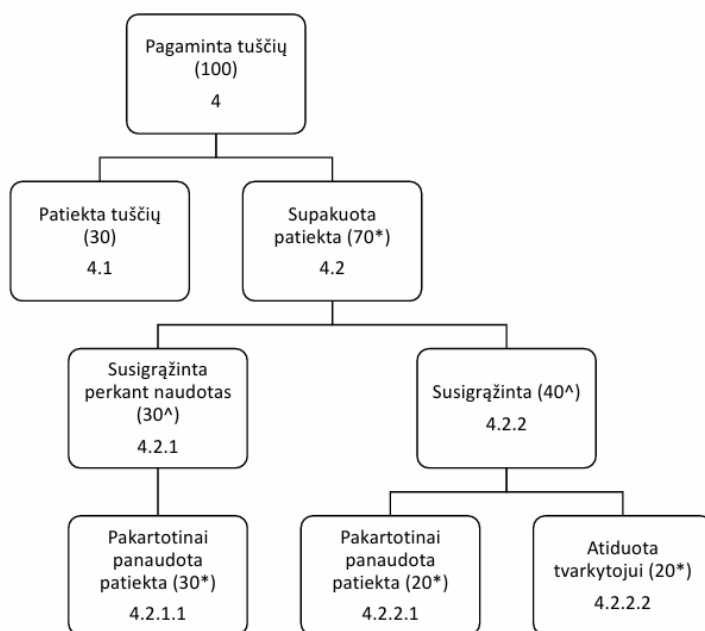 Pagaminta tuščių
(100)
4
Patiekta tuščių
(30)
4.1
Supakuota
patiekta (70*)
4.2
Susigrąžinta
perkant naudotas
(30^)
4.2.1
Susigrąžinta (40^)
4.2.2
Pakartotinai
panaudota
patiekta (30*)
4.2.1.1
Pakartotinai
panaudota
patiekta (20*)
4.2.2.1
Atiduota
tvarkytojui (20*)
4.2.2.2